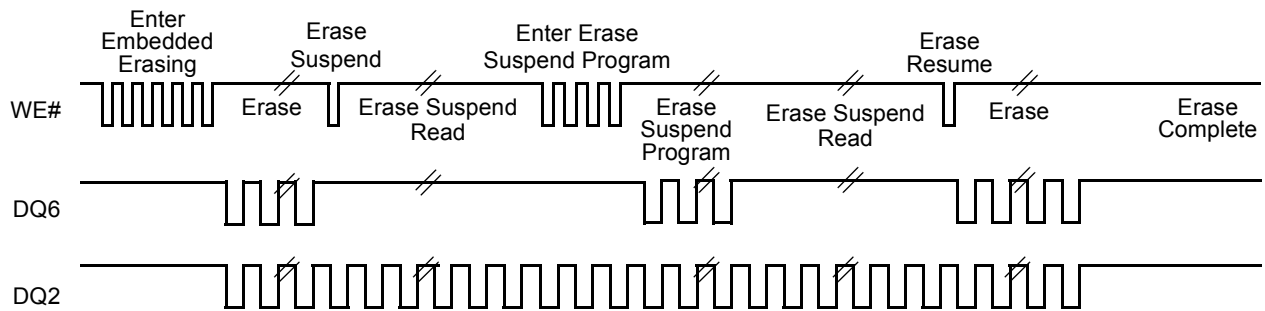 Enter
Embedded
Erasing
Erase
Suspend
Enter Erase
Suspend Program
Erase
Resume
WE#
Erase
Erase Suspend
Read
Erase
Suspend
Program
Erase Suspend
Read
Erase
Erase
Complete
DQ6
DQ2